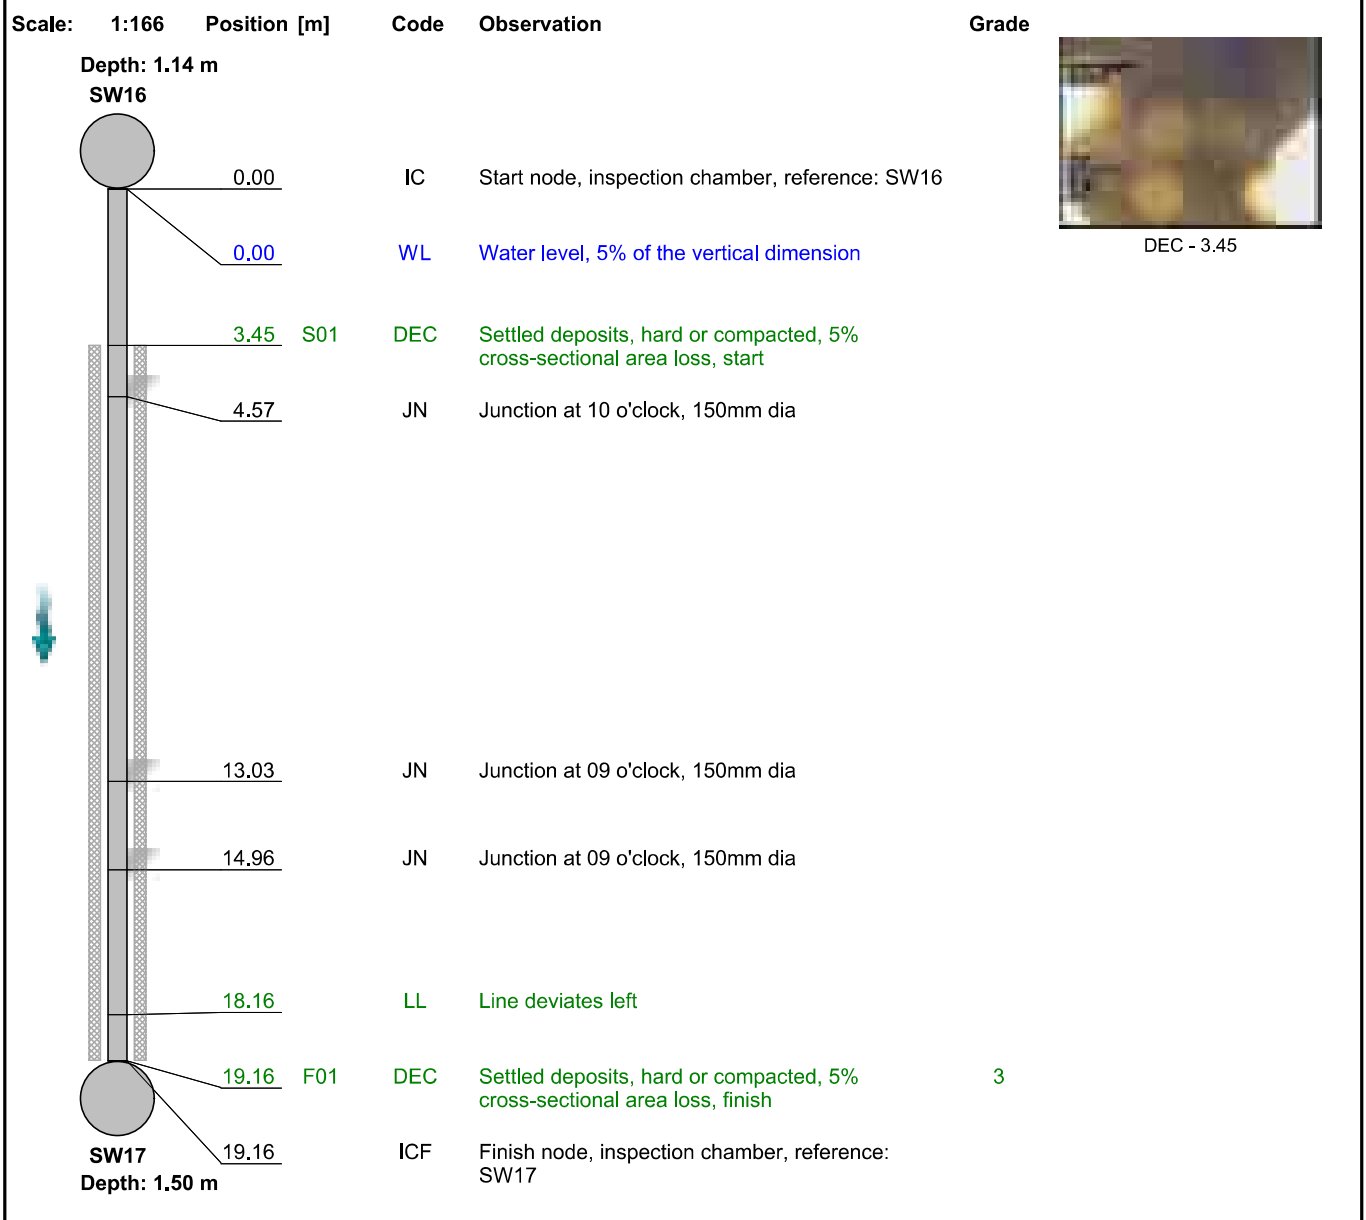 Scale: 1:166 Position [m] Code Observation Grade
Depth: 1.14 m
SW16
0.00 IC Start node, inspection chamber, reference: SW16
0.00 WL Water level, 5% of the vertical dimension
DEC - 3.45
3.45 S01 DEC Settled deposits, hard or compacted, 5%
cross-sectional area loss, start
4.57 JN Junction at 10 o'clock, 150mm dia
13.03 JN Junction at 09 o'clock, 150mm dia
14.96 JN Junction at 09 o'clock, 150mm dia
18.16 LL Line deviates left
19.16 F01 DEC Settled deposits, hard or compacted, 5% 3
cross-sectional area loss, finish
19.16 ICF Finish node, inspection chamber, reference:
SW17
SW17
Depth: 1.50 m